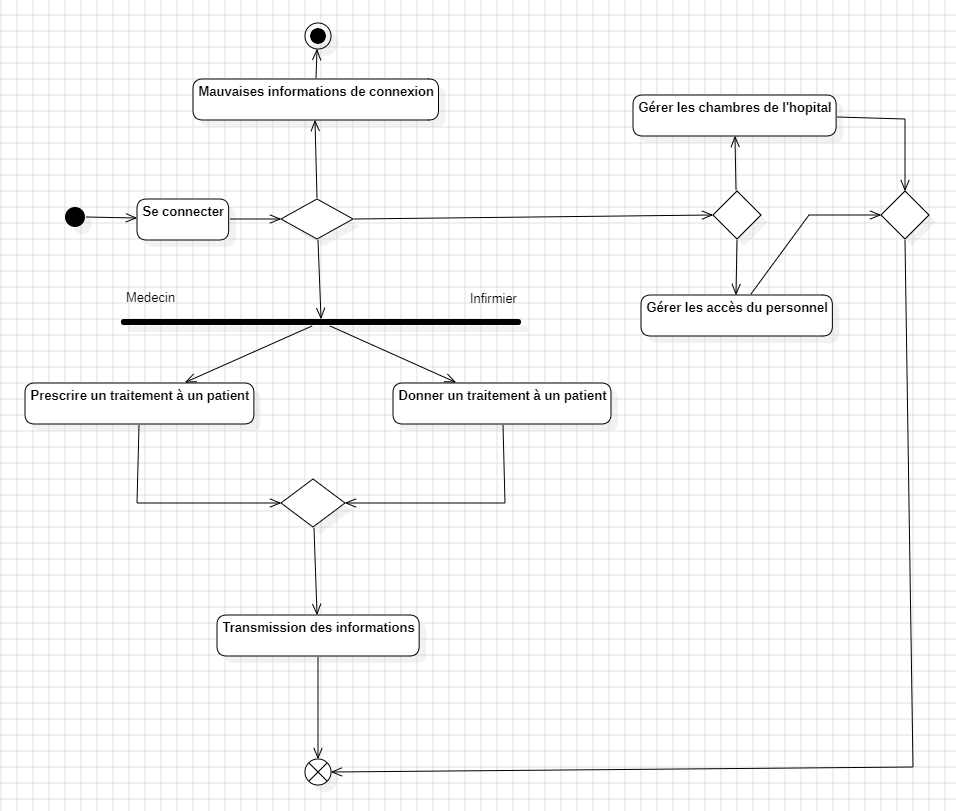 Mauvaises informations de connexion
Gérer les chambres de l'hopital
Se connecter
Medecin
Infirmier
Gérer les accès du personnel
Prescrire un traitement à un patient
Donner un traitement à un patient
Transmission des informations